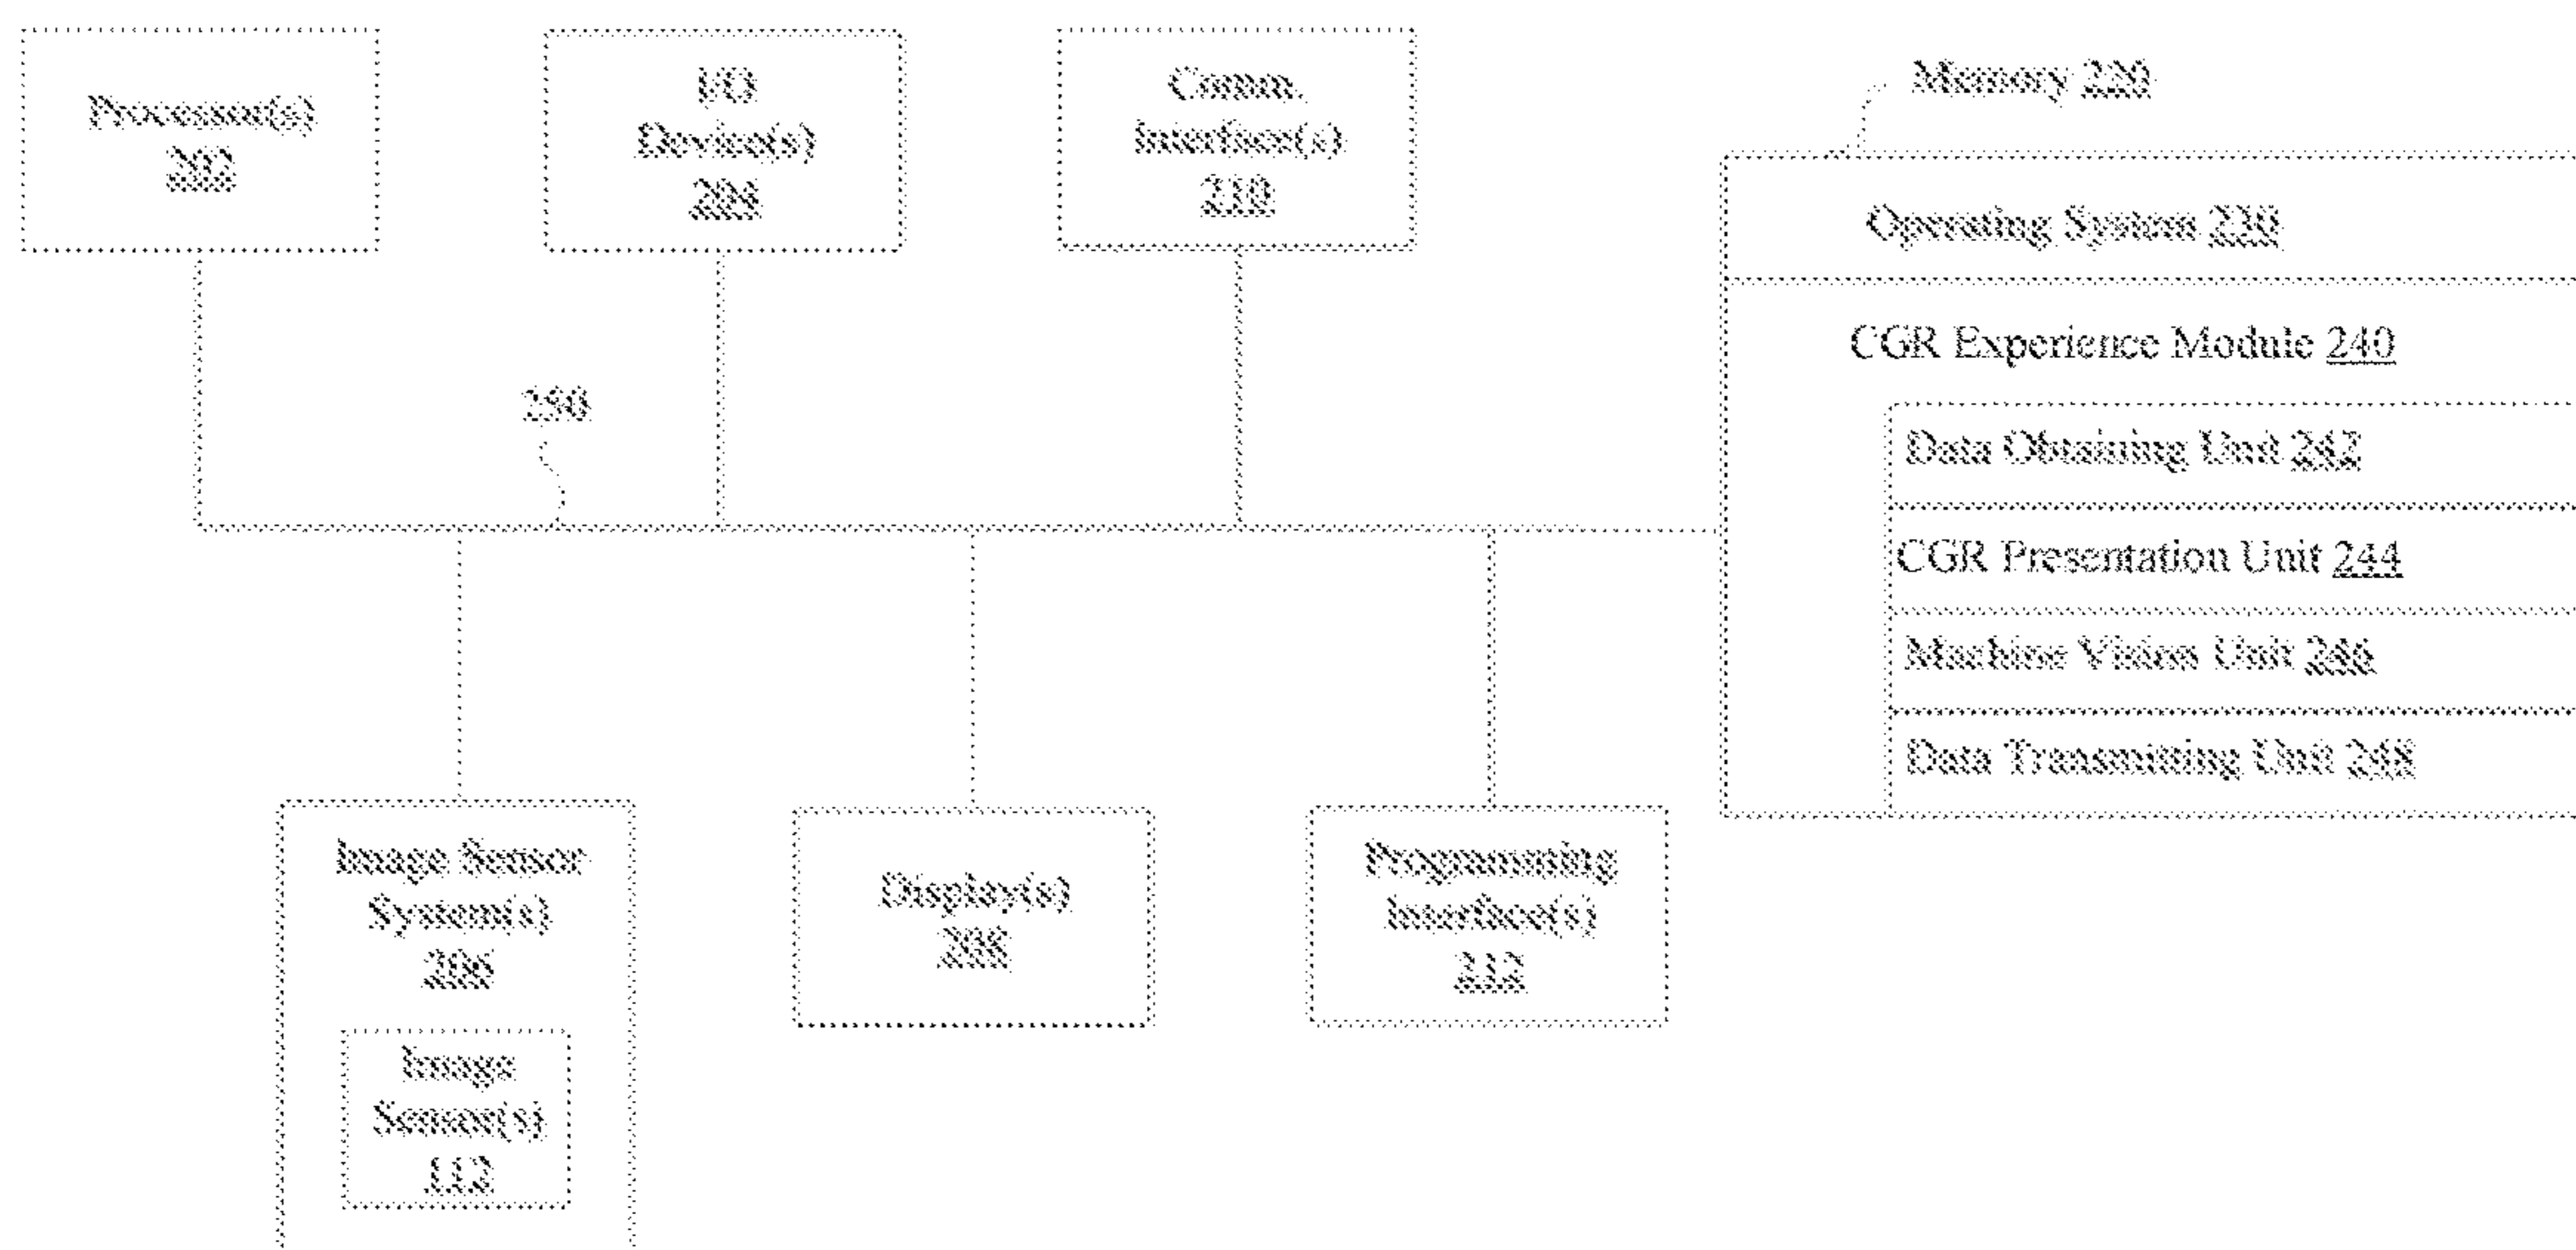 Processor(s)
202
I/O
Device(s)
204
Comm.
Interface(s)
210
Memory 220
Operating System 230
CGR Experience Module 240
Data Obtaining Unit 242
CGR Presentation Unit 244
Machine Vision Unit 246
Data Transmitting Unit 248
250
Image Sensor
System(s)
206
Image
Sensor(s)
112
Display(s)
208
Programming
Interface(s)
212